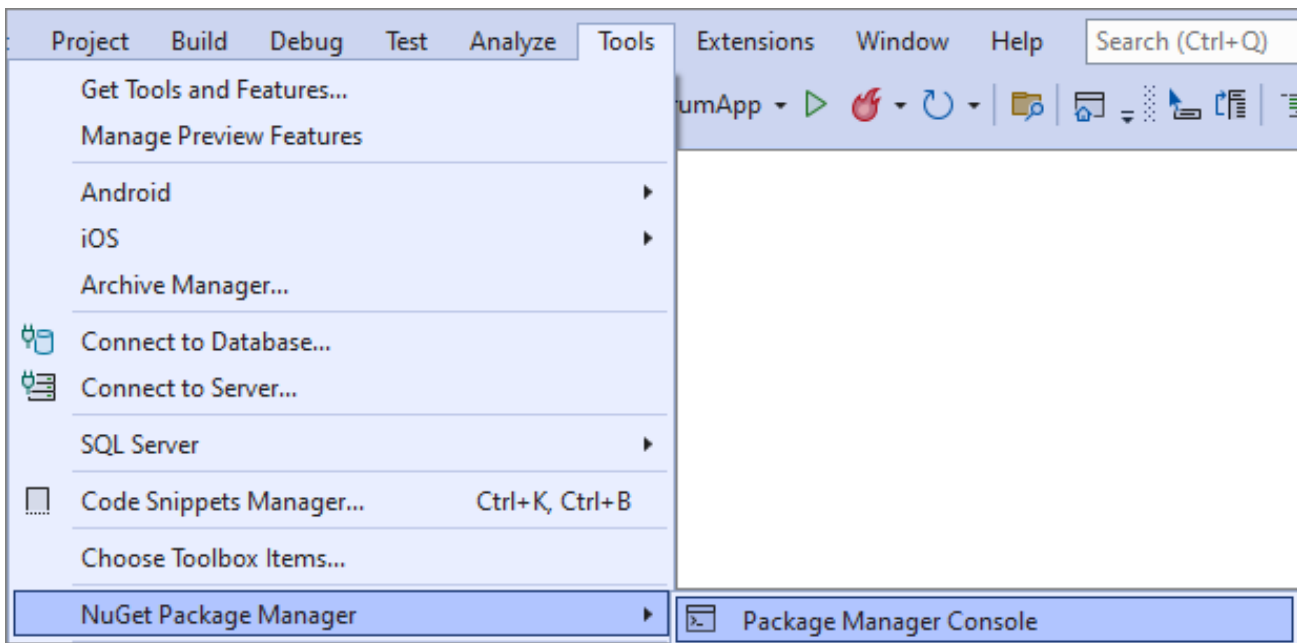 Project Build Debug Test Analyze Tools Extensions Window Help Search (Ctrl+Q)
Get Tools and Features...
umApp
Manage Preview Features
Android
iOS
Archive Manager...
Connect to Database...
Connect to Server...
SQL Server
Code Snippets Manager... Ctrl+K, Ctrl+B
Choose Toolbox Items...
NuGet Package Manager
Package Manager Console